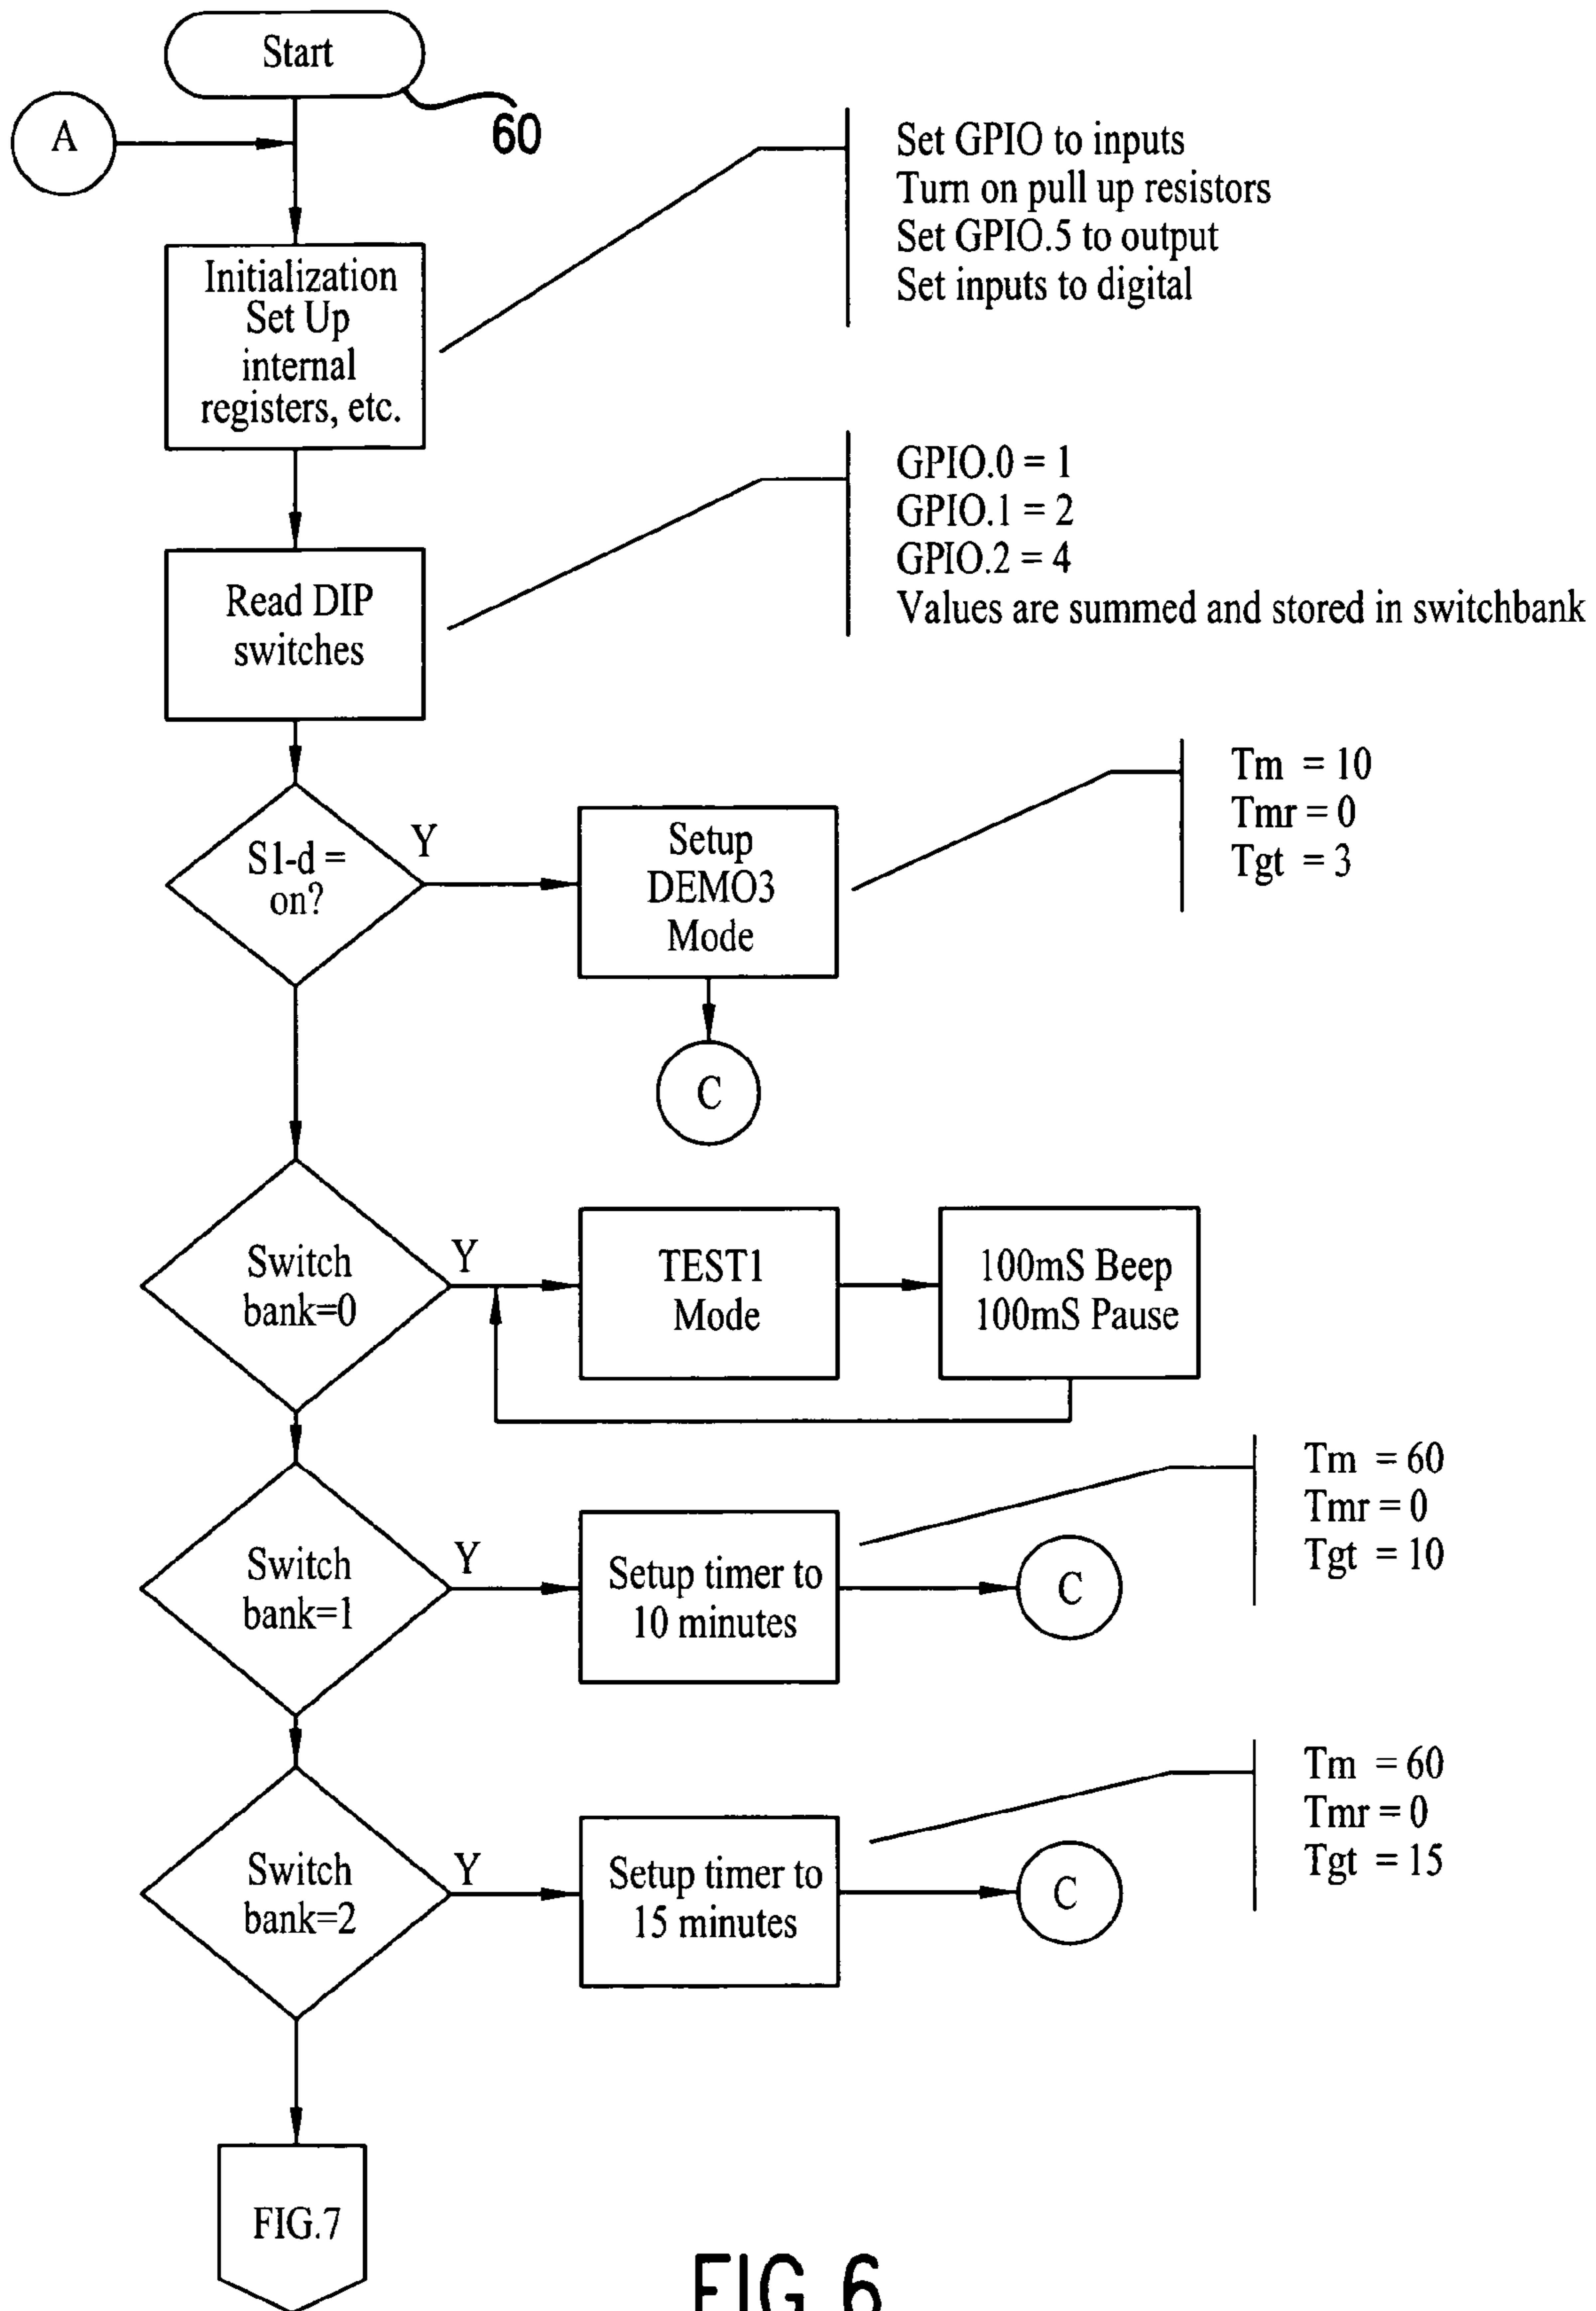 Start
A
60
Set GPIO to inputs
Turn on pull up resistors
Set GPIO.5 to output
Set inputs to digital
Initialization
Set Up
internal
registers, etc.
GPIO.0 = 1
GPIO.1 = 2
GPIO.2 = 4
Values are summed and stored in switchbank
Read DIP
switches
Tm = 10
Tmr = 0
Tgt = 3
S1-d =
on?
Y
Setup
DEMO3
Mode
C
Switch
bank=0
Y
TEST1
Mode
100mS Beep
100mS Pause
Tm = 60
Tmr = 0
Tgt = 10
Switch
bank=1
Y
Setup timer to
10 minutes
C
Tm = 60
Tmr = 0
Tgt = 15
Switch
bank=2
Y
Setup timer to
15 minutes
C
FIG.7
FIG.6